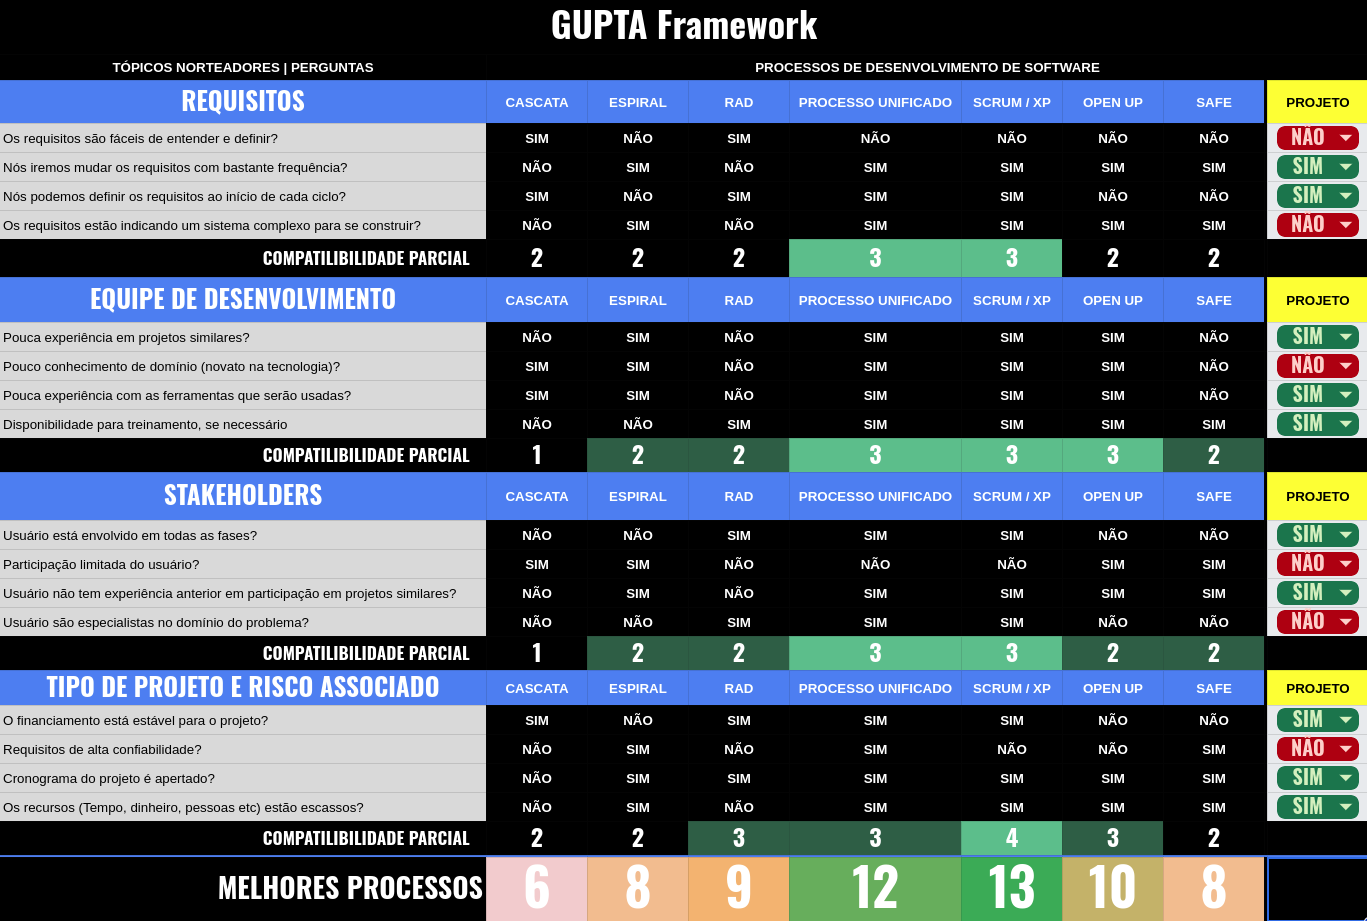 GUPTA Framework
TÓPICOS NORTEADORES | PERGUNTAS PROCESSOS DE DESENVOLVIMENTO DE SOFTWARE
REQUISITOS CASCATA ESPIRAL RAD PROCESSO UNIFICADO SCRUM / XP OPEN UP SAFE PROJETO
Os requisitos são fáceis de entender e definir? SIM NÃO SIM NÃO NÃO NÃO NÃO NÃO
Nós iremos mudar os requisitos com bastante frequência? NÃO SIM NÃO SIM SIM SIM SIM SIM
Nós podemos definir os requisitos ao início de cada ciclo? SIM NÃO SIM SIM SIM NÃO NÃO SIM
Os requisitos estão indicando um sistema complexo para se construir? NÃO SIM NÃO SIM SIM SIM SIM NÃO
COMPATILIBILIDADE PARCIAL 2 2 2 3 3 2 2
EQUIPE DE DESENVOLVIMENTO CASCATA ESPIRAL RAD PROCESSO UNIFICADO SCRUM / XP OPEN UP SAFE PROJETO
Pouca experiência em projetos similares? NÃO SIM NÃO SIM SIM SIM NÃO SIM
Pouco conhecimento de domínio (novato na tecnologia)? SIM SIM NÃO SIM SIM SIM NÃO NÃO
Pouca experiência com as ferramentas que serão usadas? SIM SIM NÃO SIM SIM SIM NÃO SIM
Disponibilidade para treinamento, se necessário NÃO NÃO SIM SIM SIM SIM SIM SIM
COMPATILIBILIDADE PARCIAL 1 2 2 3 3 3 2
STAKEHOLDERS CASCATA ESPIRAL RAD PROCESSO UNIFICADO SCRUM / XP OPEN UP SAFE PROJETO
Usuário está envolvido em todas as fases? NÃO NÃO SIM SIM SIM NÃO NÃO SIM
Participação limitada do usuário? SIM SIM NÃO NÃO NÃO SIM SIM NÃO
Usuário não tem experiência anterior em participação em projetos similares? NÃO SIM NÃO SIM SIM SIM SIM SIM
Usuário são especialistas no domínio do problema? NÃO NÃO SIM SIM SIM NÃO NÃO NÃO
COMPATILIBILIDADE PARCIAL 1 2 2 3 3 2 2
TIPO DE PROJETO E RISCO ASSOCIADO CASCATA ESPIRAL RAD PROCESSO UNIFICADO SCRUM / XP OPEN UP SAFE PROJETO
O financiamento está estável para o projeto? SIM NÃO SIM SIM SIM NÃO NÃO SIM
Requisitos de alta confiabilidade? NÃO SIM NÃO SIM NÃO NÃO SIM NÃO
Cronograma do projeto é apertado? NÃO SIM SIM SIM SIM SIM SIM SIM
Os recursos (Tempo, dinheiro, pessoas etc) estão escassos? NÃO SIM NÃO SIM SIM SIM SIM SIM
COMPATILIBILIDADE PARCIAL 2 2 3 3 4 3 2
MELHORES PROCESSOS 6 8 9 12 13 10 8